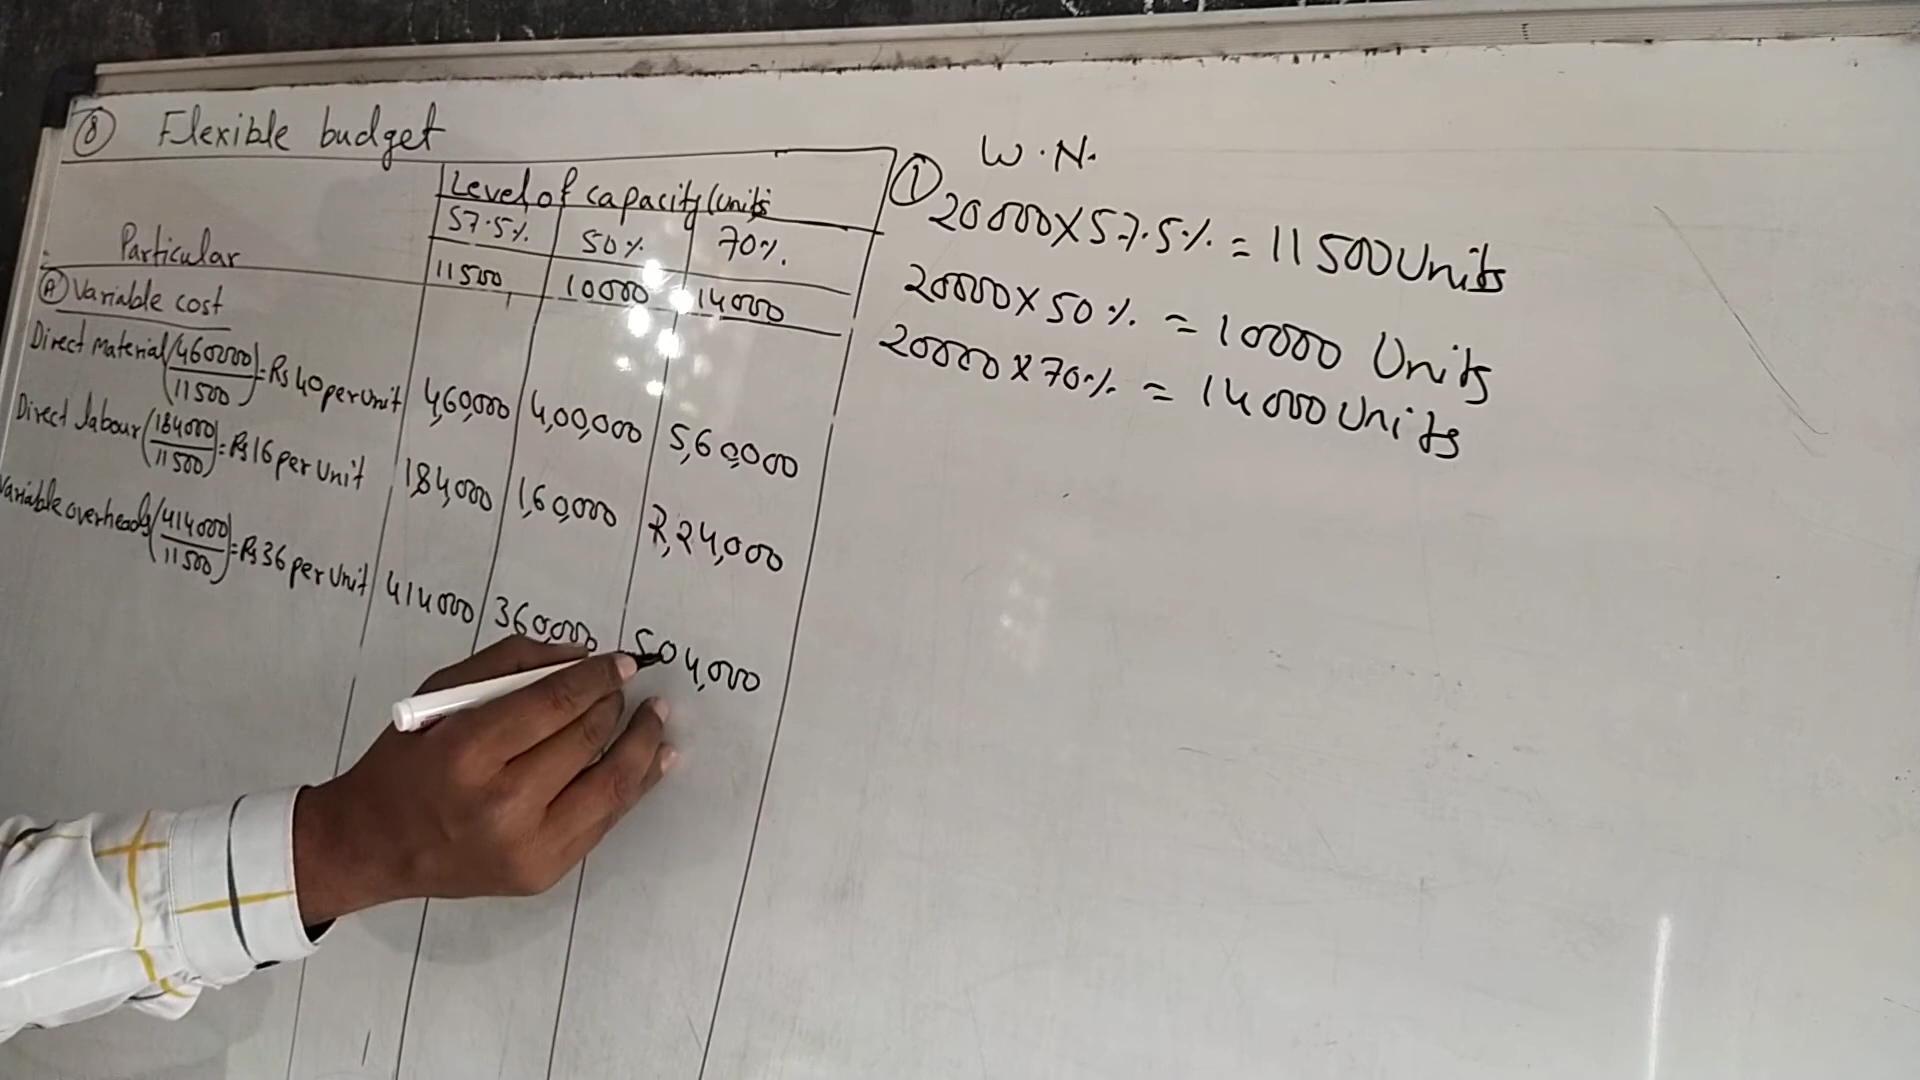 8 Flexible budget
Particular
Level of capacity/units
57.5% 50% 70%
11500 10000 14000
A Variable cost
Direct Material (460000/11500) = Rs 40 per unit 4,60,000 4,00,000 5,60,000
Direct labour (184000/11500) = Rs 16 per Unit 184,000 1,60,000 2,24,000
Variable overheads (414000/11500) = Rs 36 per Unit 414000 360,000 504,000
W.N.
1 20000 X 57.5% = 11500 Units
20000 X 50% = 10000 Units
20000 X 70% = 14000 Units